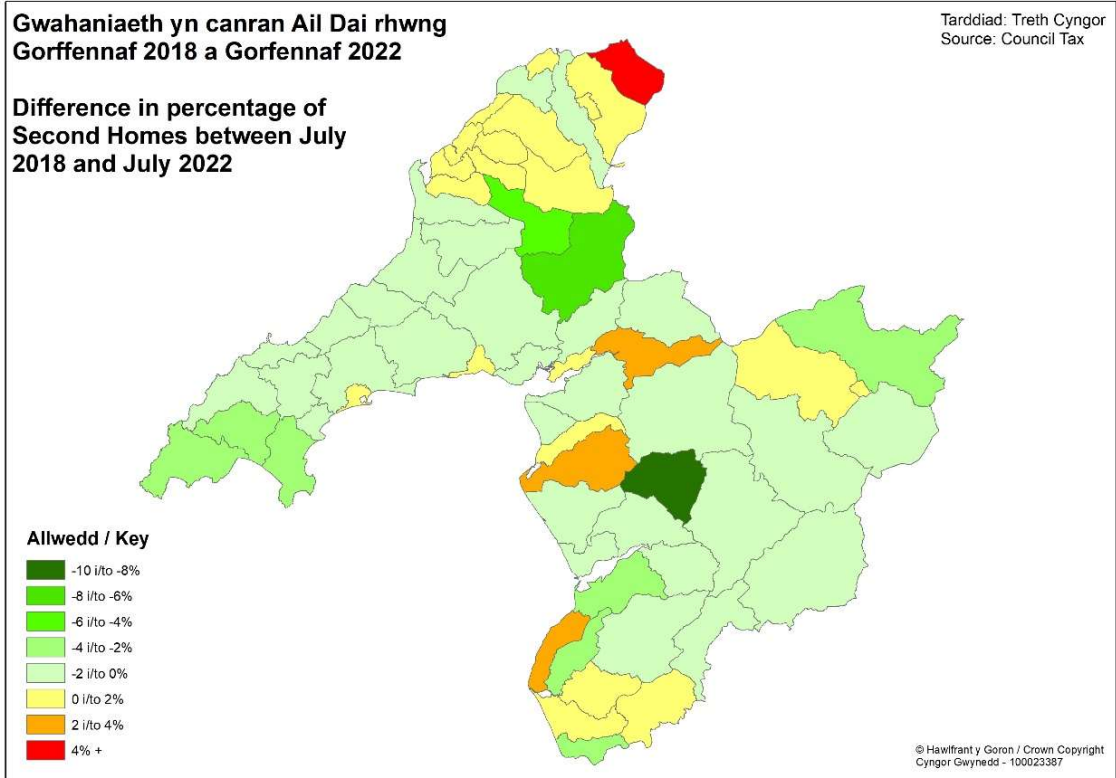 Gwahaniaeth yn canran Ail Dai rhwng
Gorffennaf 2018 a Gorfennaf 2022
Difference in percentage of
Second Homes between July
2018 and July 2022
Tarddiad: Treth Cyngor
Source: Council Tax
Allwedd / Key
-10 i/to -8%
-8 i/to -6%
-6 i/to -4%
-4 i/to -2%
-2 i/to 0%
0 i/to 2%
2 i/to 4%
4% +
© Hawlfrant y Goron / Crown Copyright
Cyngor Gwynedd - 100023387